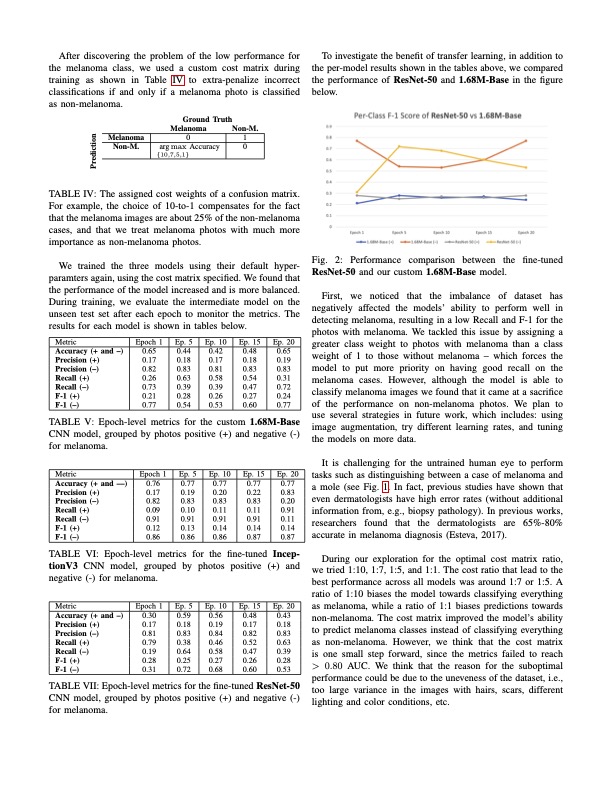 After discovering the problem of the low performance for
the melanoma class, we used a custom cost matrix during
training as shown in Table IV to extra-penalize incorrect
classifications if and only if a melanoma photo is classified
as non-melanoma.
Ground Truth
Melanoma Non-M.
Prediction
Melanoma 0 1
Non-M. arg max Accuracy 0
{10,7,5,1}
TABLE IV: The assigned cost weights of a confusion matrix.
For example, the choice of 10-to-1 compensates for the fact
that the melanoma images are about 25% of the non-melanoma
cases, and that we treat melanoma photos with much more
importance as non-melanoma photos.
We trained the three models using their default hyper-
paramters again, using the cost matrix specified. We found that
the performance of the model increased and is more balanced.
During training, we evaluate the intermediate model on the
unseen test set after each epoch to monitor the metrics. The
results for each model is shown in tables below.
Metric Epoch 1 Ep. 5 Ep. 10 Ep. 15 Ep. 20
Accuracy (+ and –) 0.65 0.44 0.42 0.48 0.65
Precision (+) 0.17 0.18 0.17 0.18 0.19
Precision (–) 0.82 0.83 0.81 0.83 0.83
Recall (+) 0.26 0.63 0.58 0.54 0.31
Recall (–) 0.73 0.39 0.39 0.47 0.72
F-1 (+) 0.21 0.28 0.26 0.27 0.24
F-1 (–) 0.77 0.54 0.53 0.60 0.77
TABLE V: Epoch-level metrics for the custom 1.68M-Base
CNN model, grouped by photos positive (+) and negative (-)
for melanoma.
Metric Epoch 1 Ep. 5 Ep. 10 Ep. 15 Ep. 20
Accuracy (+ and —) 0.76 0.77 0.77 0.77 0.77
Precision (+) 0.17 0.19 0.20 0.22 0.83
Precision (–) 0.82 0.83 0.83 0.83 0.20
Recall (+) 0.09 0.10 0.11 0.11 0.91
Recall (–) 0.91 0.91 0.91 0.91 0.11
F-1 (+) 0.12 0.13 0.14 0.14 0.14
F-1 (–) 0.86 0.86 0.86 0.87 0.87
TABLE VI: Epoch-level metrics for the fine-tuned Incep-
tionV3 CNN model, grouped by photos positive (+) and
negative (-) for melanoma.
Metric Epoch 1 Ep. 5 Ep. 10 Ep. 15 Ep. 20
Accuracy (+ and –) 0.30 0.59 0.56 0.48 0.43
Precision (+) 0.17 0.18 0.19 0.17 0.18
Precision (–) 0.81 0.83 0.84 0.82 0.83
Recall (+) 0.79 0.38 0.46 0.52 0.63
Recall (–) 0.19 0.64 0.58 0.47 0.39
F-1 (+) 0.28 0.25 0.27 0.26 0.28
F-1 (–) 0.31 0.72 0.68 0.60 0.53
TABLE VII: Epoch-level metrics for the fine-tuned ResNet-50
CNN model, grouped by photos positive (+) and negative (-)
for melanoma.
To investigate the benefit of transfer learning, in addition to
the per-model results shown in the tables above, we compared
the performance of ResNet-50 and 1.68M-Base in the figure
below.
Per-Class F-1 Score of ResNet-50 vs 1.68M-Base
0.9
0.8
0.7
0.6
0.5
0.4
0.3
0.2
0.1
0
Epoch 1 Epoch 5 Epoch 10 Epoch 15 Epoch 20
1.68M-Base (+) 1.68M-Base (-) ResNet-50 (+) ResNet-50 (-)
Fig. 2: Performance comparison between the fine-tuned
ResNet-50 and our custom 1.68M-Base model.
First, we noticed that the imbalance of dataset has
negatively affected the models' ability to perform well in
detecting melanoma, resulting in a low Recall and F-1 for the
photos with melanoma. We tackled this issue by assigning a
greater class weight to photos with melanoma than a class
weight of 1 to those without melanoma – which forces the
model to put more priority on having good recall on the
melanoma cases. However, although the model is able to
classify melanoma images we found that it came at a sacrifice
of the performance on non-melanoma photos. We plan to
use several strategies in future work, which includes: using
image augmentation, try different learning rates, and tuning
the models on more data.
It is challenging for the untrained human eye to perform
tasks such as distinguishing between a case of melanoma and
a mole (see Fig. 1. In fact, previous studies have shown that
even dermatologists have high error rates (without additional
information from, e.g., biopsy pathology). In previous works,
researchers found that the dermatologists are 65%-80%
accurate in melanoma diagnosis (Esteva, 2017).
During our exploration for the optimal cost matrix ratio,
we tried 1:10, 1:7, 1:5, and 1:1. The cost ratio that lead to the
best performance across all models was around 1:7 or 1:5. A
ratio of 1:10 biases the model towards classifying everything
as melanoma, while a ratio of 1:1 biases predictions towards
non-melanoma. The cost matrix improved the model's ability
to predict melanoma classes instead of classifying everything
as non-melanoma. However, we think that the cost matrix
is one small step forward, since the metrics failed to reach
> 0.80 AUC. We think that the reason for the suboptimal
performance could be due to the uneveness of the dataset, i.e.,
too large variance in the images with hairs, scars, different
lighting and color conditions, etc.